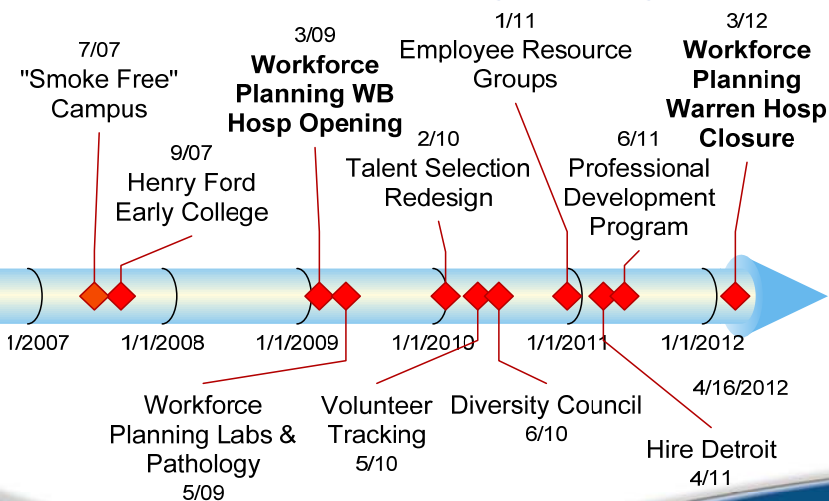 7/07
"Smoke Free"
Campus
9/07
Henry Ford
Early College
3/09
Workforce
Planning WB
Hosp Opening
2/10
Talent Selection
Redesign
1/11
Employee Resource
Groups
6/11
Professional
Development
Program
3/12
Workforce
Planning
Warren Hosp
Closure
1/2007
1/1/2008
1/1/2009
1/1/2010
1/1/2011
1/1/2012
4/16/2012
Workforce
Planning Labs &
Pathology
5/09
Volunteer
Tracking
5/10
Diversity Council
6/10
Hire Detroit
4/11